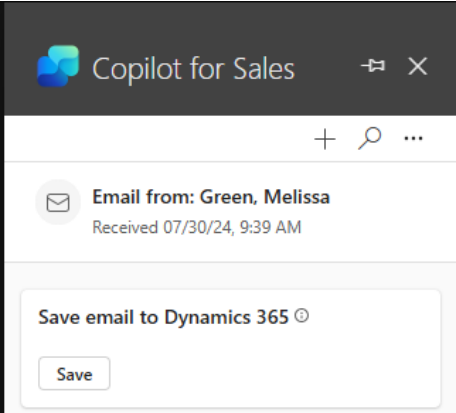 Copilot for Sales
Email from: Green, Melissa
Received 07/30/24, 9:39 AM
Save email to Dynamics 365
Save